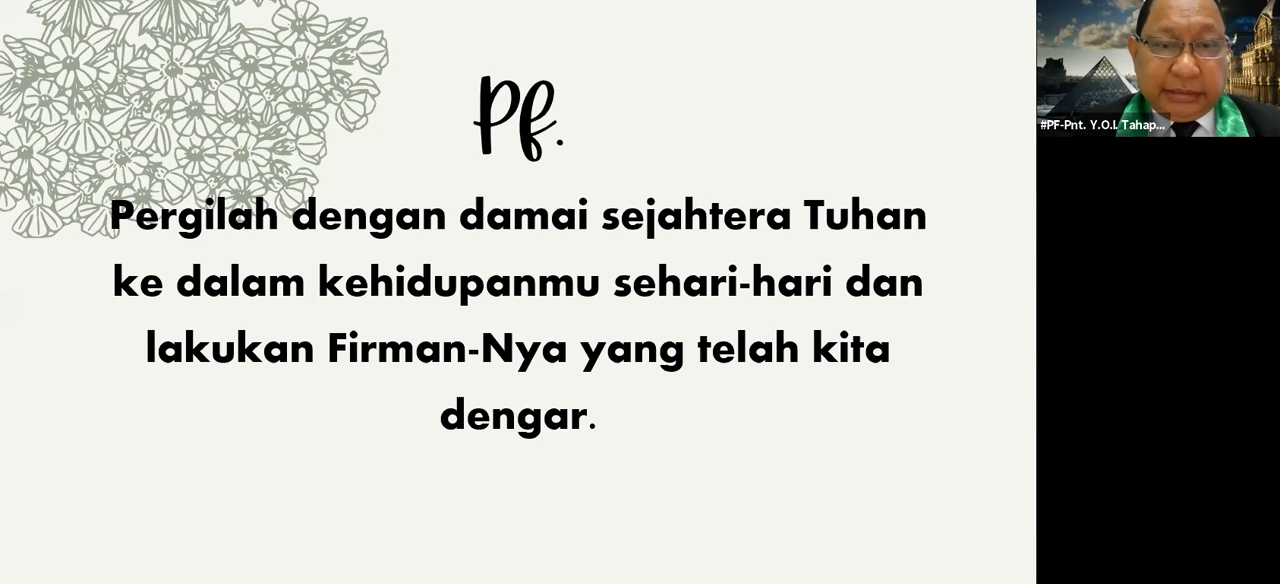 Pf.
Pergilah dengan damai sejahtera Tuhan
ke dalam kehidupanmu sehari-hari dan
lakukan Firman-Nya yang telah kita
dengar.
#PF-Pnt. Y.O.I. Tahap...